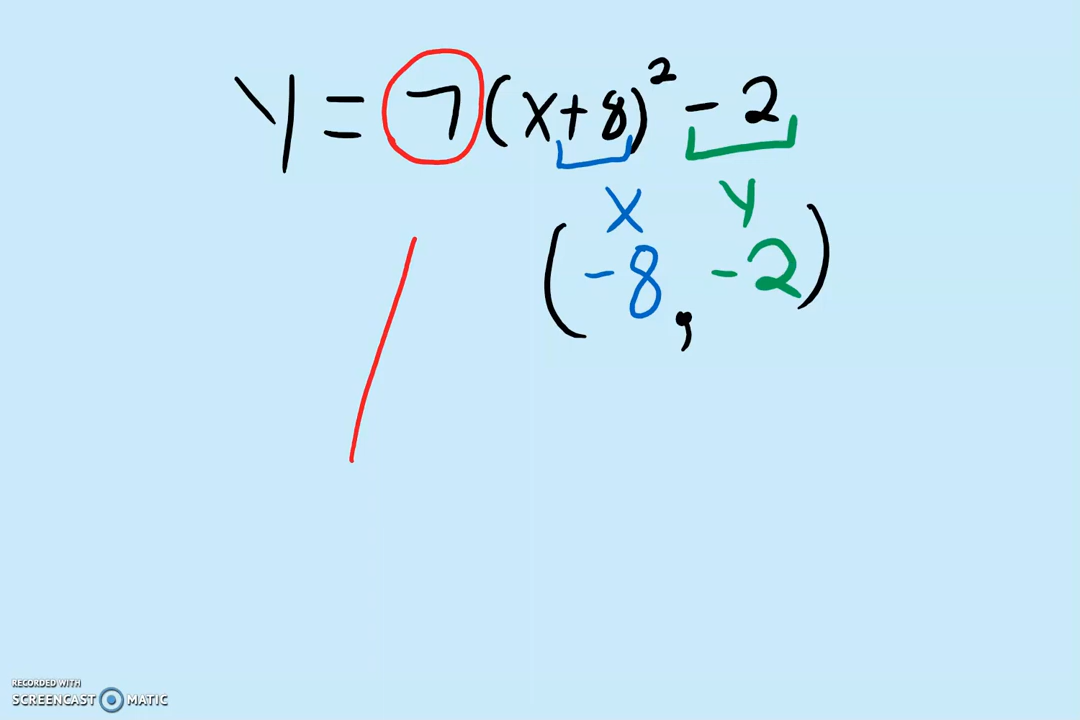 Y = 7(x+8)² - 2
X Y
(-8, -2)
RECORDED WITH
SCREENCAST MATIC